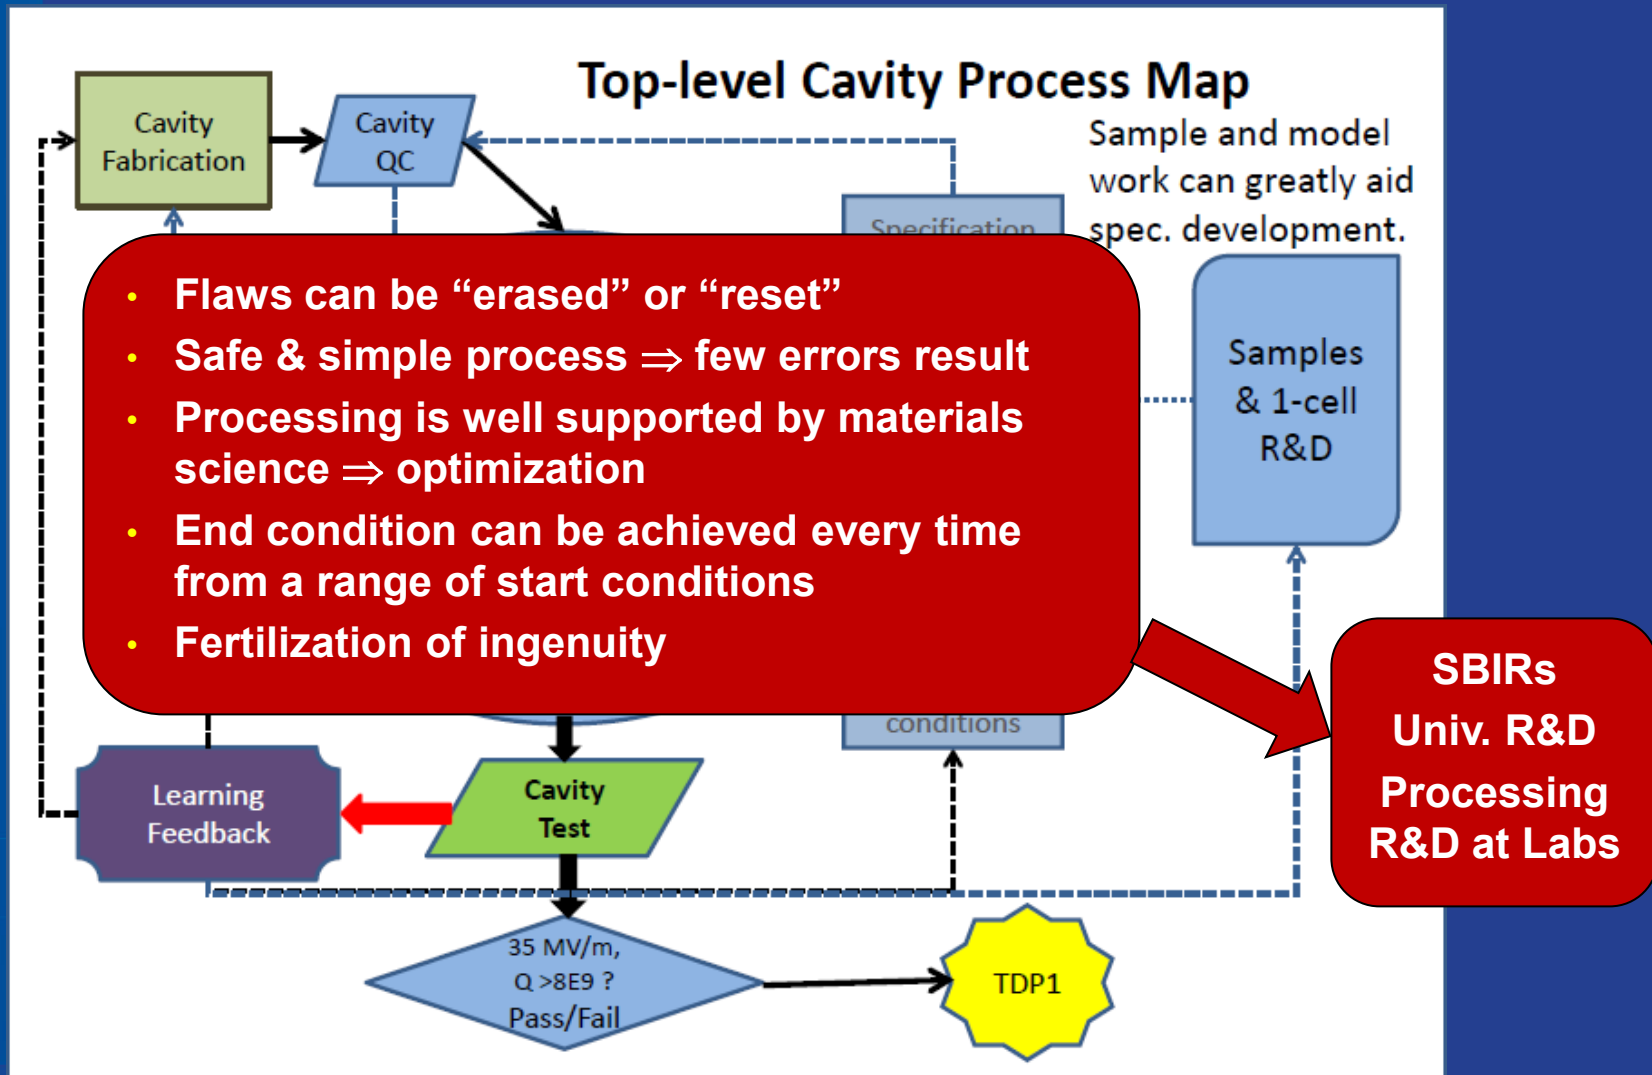 Top-level Cavity Process Map
Cavity
Fabrication
Cavity
QC
Sample and model
work can greatly aid
spec. development.
Specification
• Flaws can be “erased” or “reset”
• Safe & simple process ⇒ few errors result
• Processing is well supported by materials
science ⇒ optimization
• End condition can be achieved every time
from a range of start conditions
• Fertilization of ingenuity
Samples
& 1-cell
R&D
SBIRs
Univ. R&D
Processing
R&D at Labs
conditions
Learning
Feedback
Cavity
Test
35 MV/m,
Q >8E9 ?
Pass/Fail
TDP1